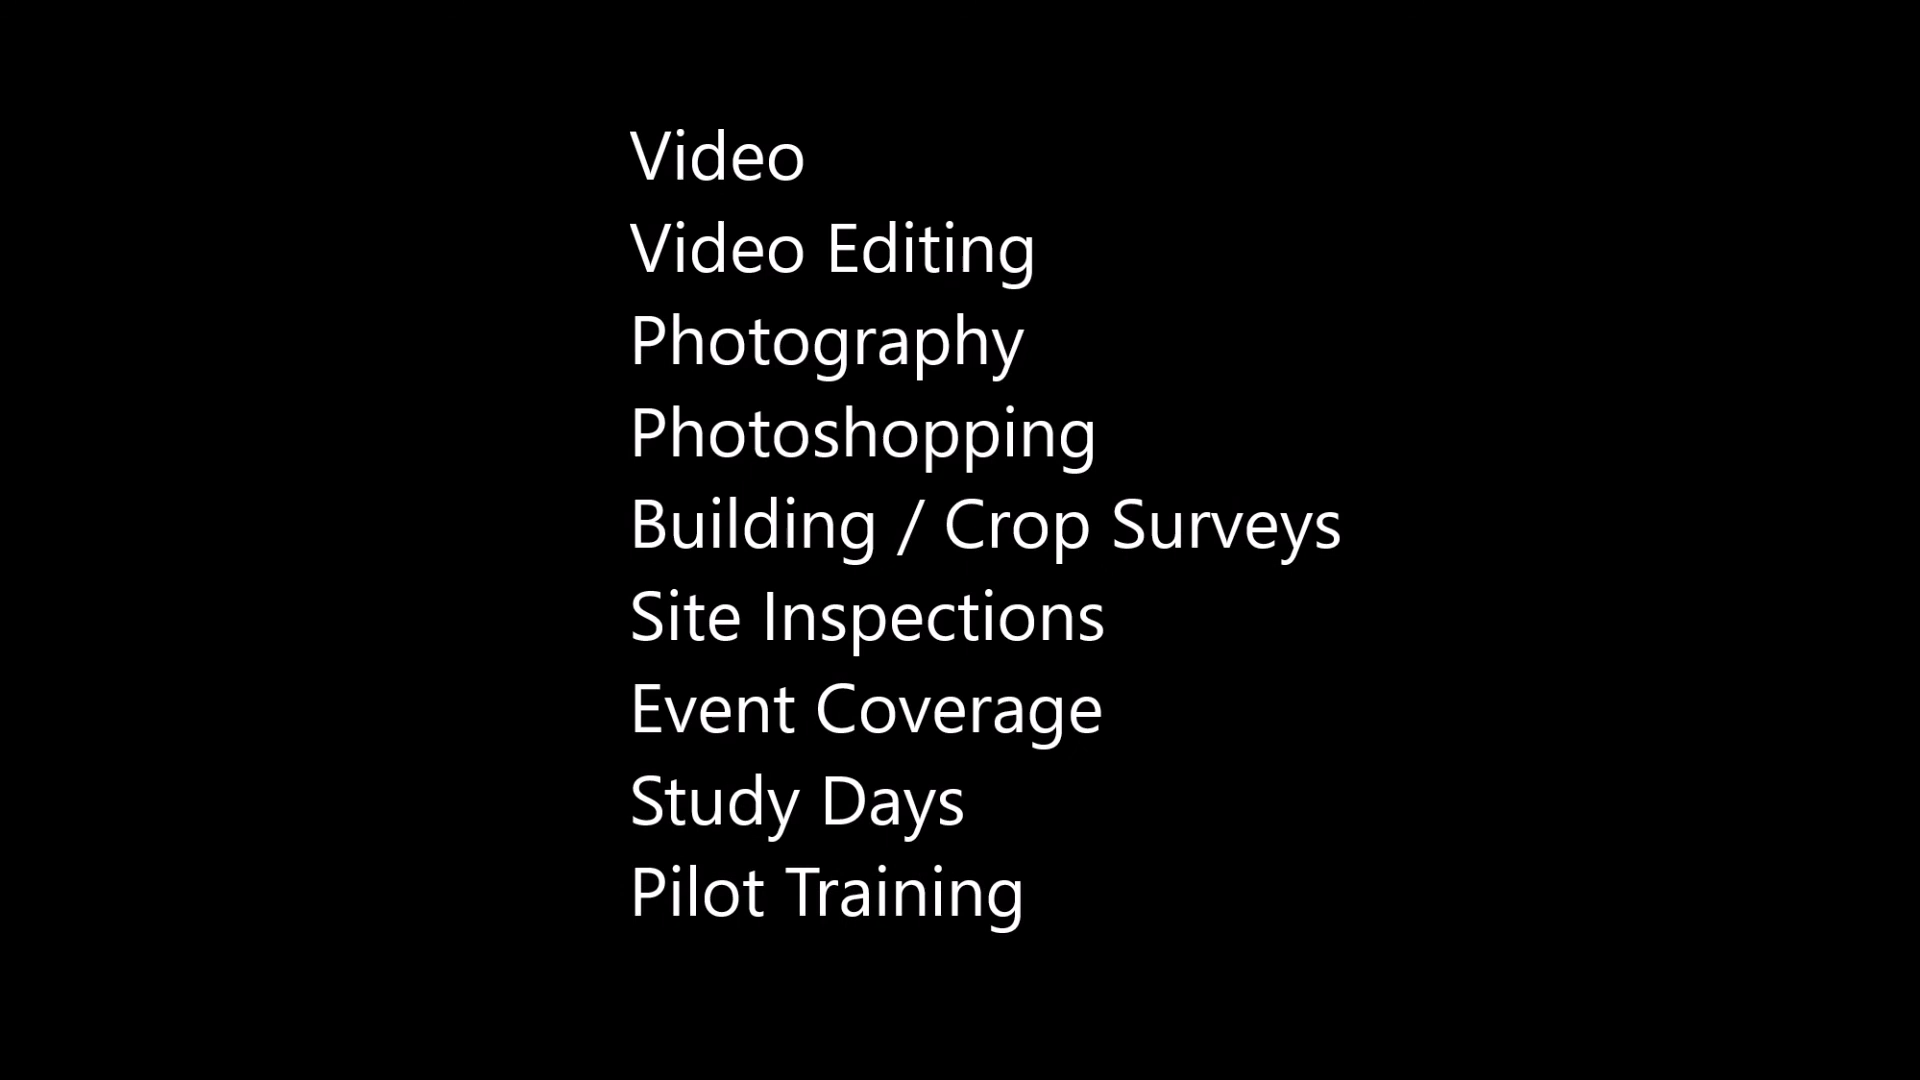 Video
Video Editing
Photography
Photoshopping
Building / Crop Surveys
Site Inspections
Event Coverage
Study Days
Pilot Training